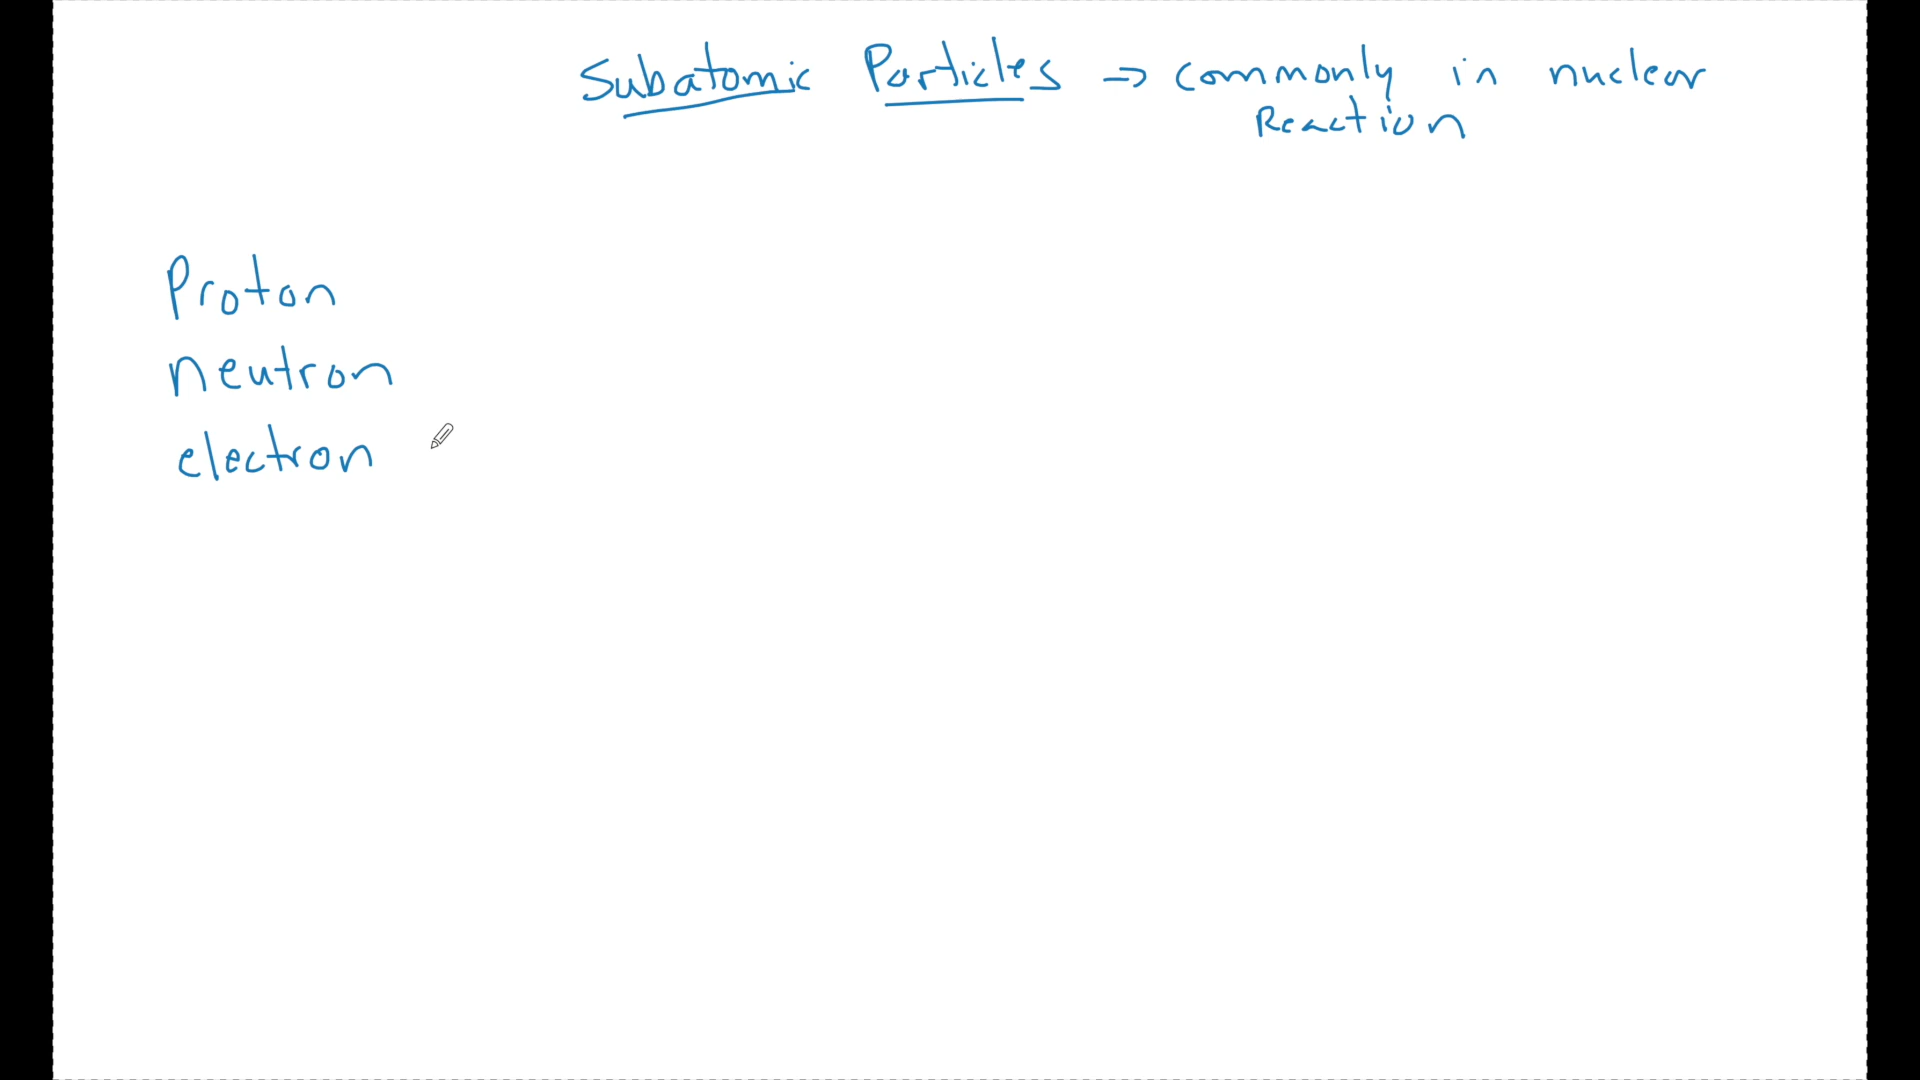 Subatomic Particles → commonly in nuclear
Reaction
Proton
neutron
electron